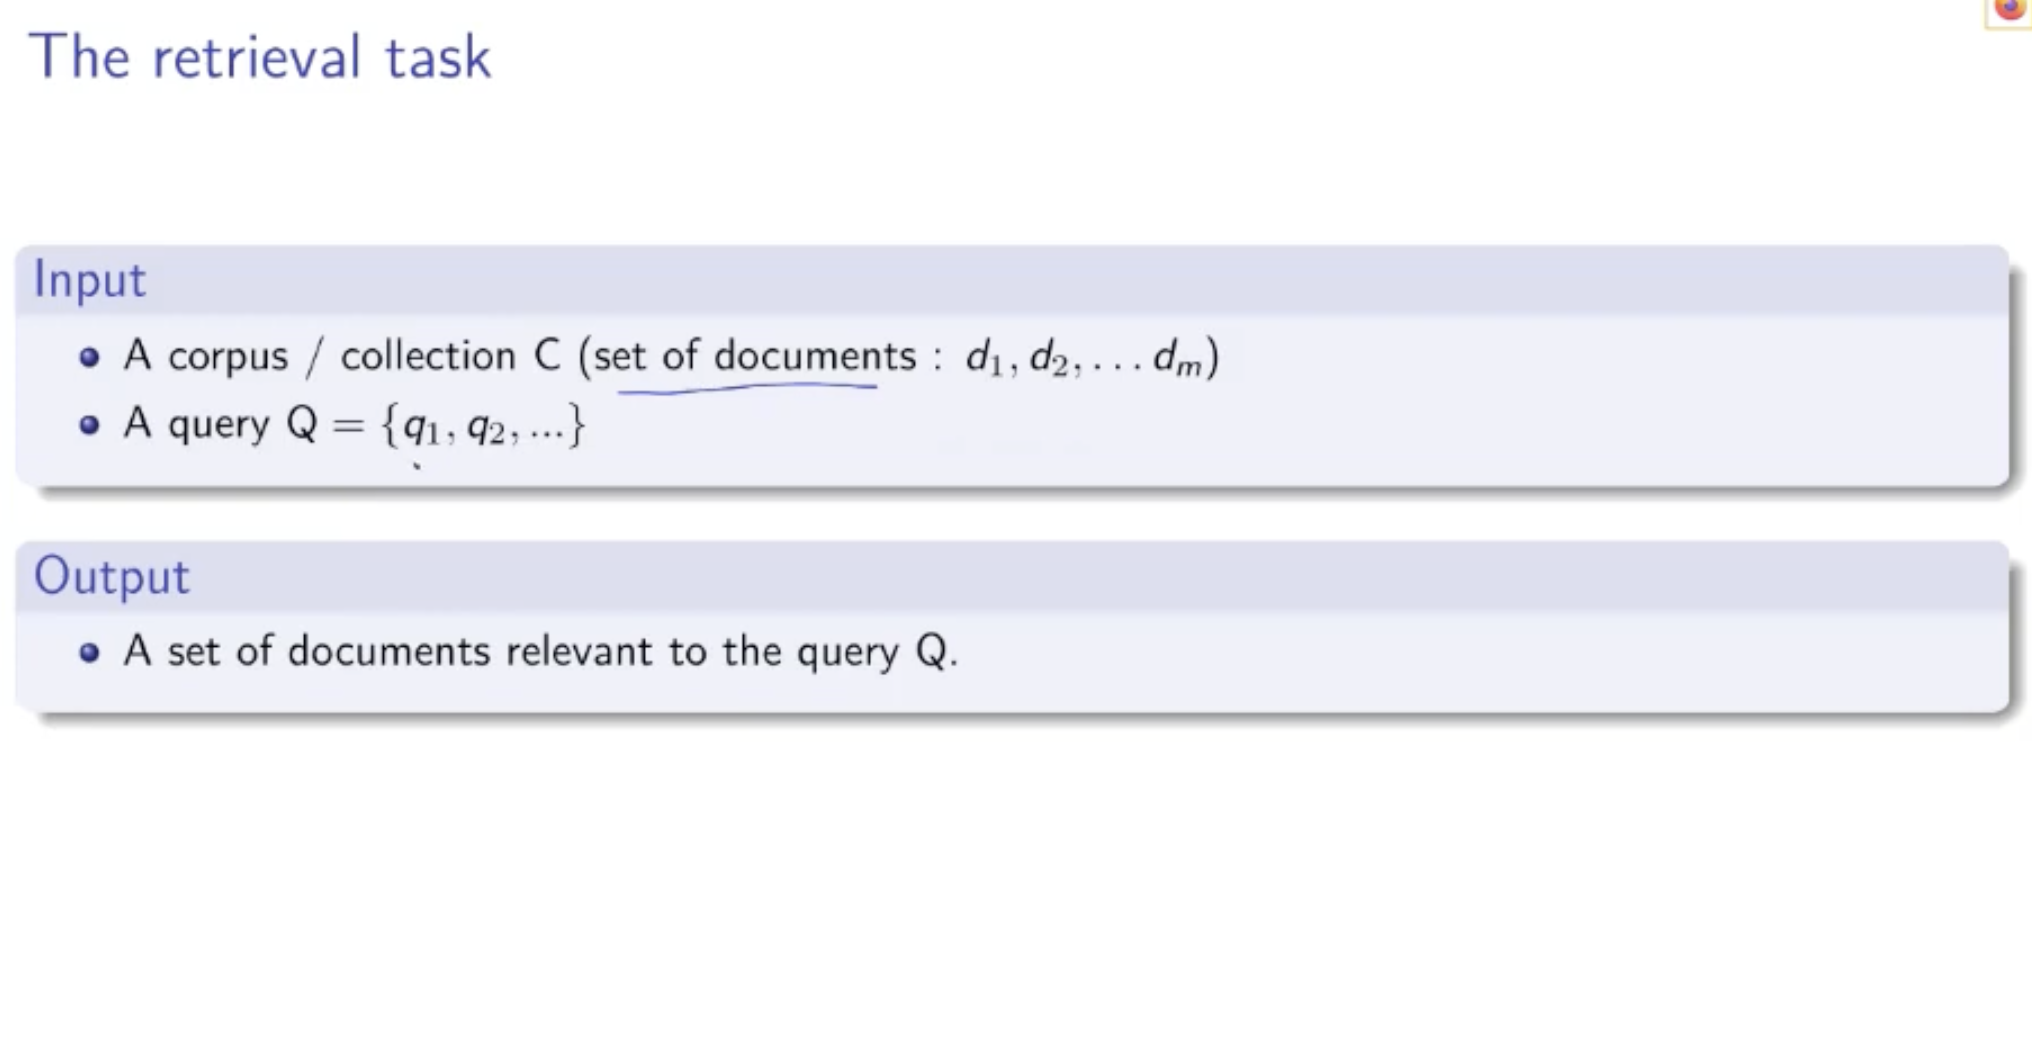 The retrieval task
Input
A corpus / collection C (set of documents : d₁, d₂, . . . dₘ)
A query Q = {q₁, q₂, ...}
Output
A set of documents relevant to the query Q.